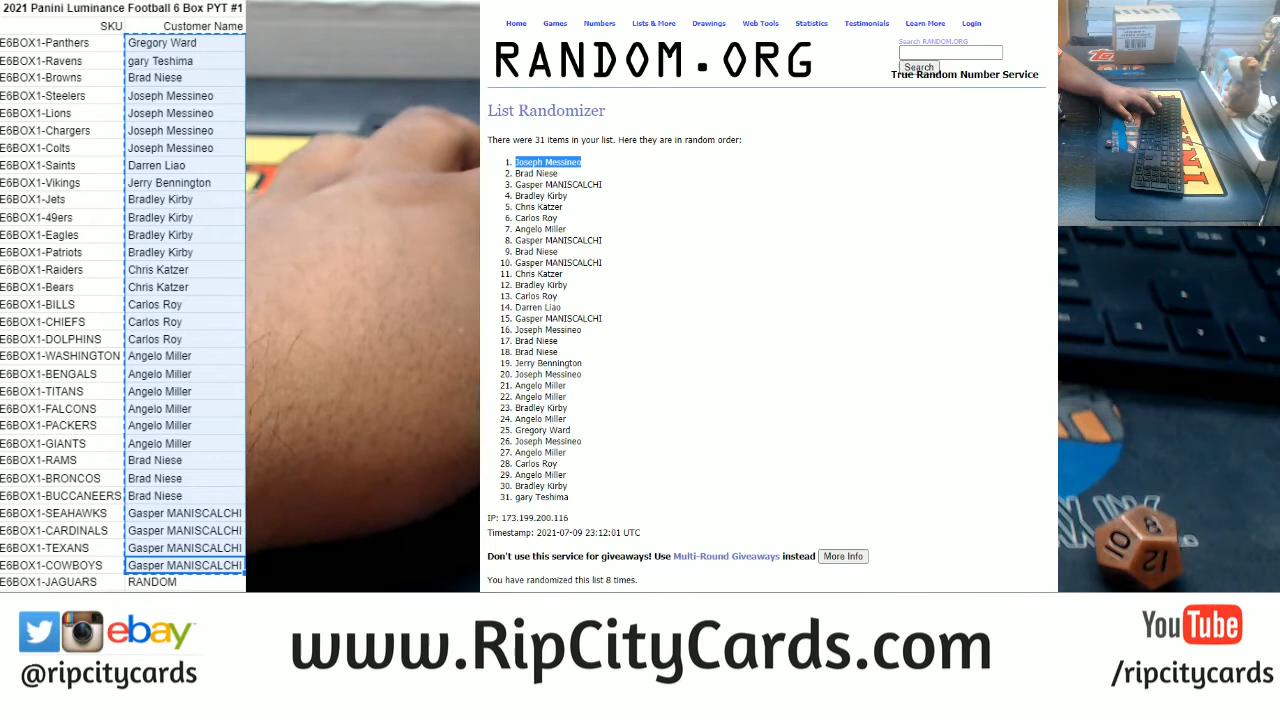 2021 Panini Luminance Football 6 Box PYT #1
SKU Customer Name
E6BOX1-Panthers Gregory Ward
E6BOX1-Ravens gary Teshima
E6BOX1-Browns Brad Niese
E6BOX1-Steelers Joseph Messineo
E6BOX1-Lions Joseph Messineo
E6BOX1-Chargers Joseph Messineo
E6BOX1-Colts Joseph Messineo
E6BOX1-Saints Darren Liao
E6BOX1-Vikings Jerry Bennington
E6BOX1-Jets Bradley Kirby
E6BOX1-49ers Bradley Kirby
E6BOX1-Eagles Bradley Kirby
E6BOX1-Patriots Bradley Kirby
E6BOX1-Raiders Chris Katzer
E6BOX1-Bears Chris Katzer
E6BOX1-BILLS Carlos Roy
E6BOX1-CHIEFS Carlos Roy
E6BOX1-DOLPHINS Carlos Roy
E6BOX1-WASHINGTON Angelo Miller
E6BOX1-BENGALS Angelo Miller
E6BOX1-TITANS Angelo Miller
E6BOX1-FALCONS Angelo Miller
E6BOX1-PACKERS Angelo Miller
E6BOX1-GIANTS Angelo Miller
E6BOX1-RAMS Brad Niese
E6BOX1-BRONCOS Brad Niese
E6BOX1-BUCCANEERS Brad Niese
E6BOX1-SEAHAWKS Gasper MANISCALCHI
E6BOX1-CARDINALS Gasper MANISCALCHI
E6BOX1-TEXANS Gasper MANISCALCHI
E6BOX1-COWBOYS Gasper MANISCALCHI
E6BOX1-JAGUARS RANDOM
Home Games Numbers Lists & More Drawings Web Tools Statistics Testimonials Learn More Login
RANDOM.ORG
Search RANDOM.ORG
Search
True Random Number Service
List Randomizer
There were 31 items in your list. Here they are in random order:
1. Joseph Messineo
2. Brad Niese
3. Gasper MANISCALCHI
4. Bradley Kirby
5. Chris Katzer
6. Carlos Roy
7. Angelo Miller
8. Gasper MANISCALCHI
9. Brad Niese
10. Gasper MANISCALCHI
11. Chris Katzer
12. Bradley Kirby
13. Carlos Roy
14. Darren Liao
15. Gasper MANISCALCHI
16. Joseph Messineo
17. Brad Niese
18. Brad Niese
19. Jerry Bennington
20. Joseph Messineo
21. Angelo Miller
22. Angelo Miller
23. Bradley Kirby
24. Angelo Miller
25. Gregory Ward
26. Joseph Messineo
27. Angelo Miller
28. Carlos Roy
29. Angelo Miller
30. Bradley Kirby
31. gary Teshima
IP: 173.199.200.116
Timestamp: 2021-07-09 23:12:01 UTC
Don't use this service for giveaways! Use Multi-Round Giveaways instead More Info
You have randomized this list 8 times.
10
8
12
ebay
@ripcitycards
www.RipCityCards.com
YouTube
/ripcitycards